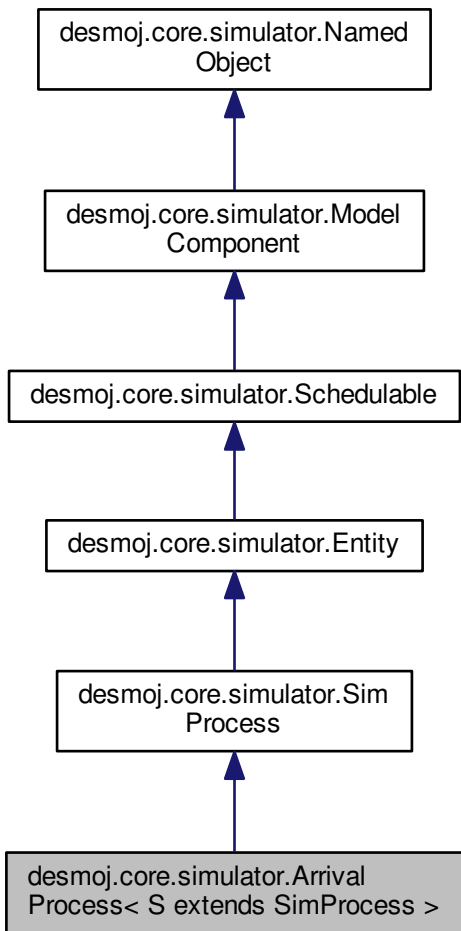 desmoj.core.simulator.Named
Object
desmoj.core.simulator.Model
Component
desmoj.core.simulator.Schedulable
desmoj.core.simulator.Entity
desmoj.core.simulator.Sim
Process
desmoj.core.simulator.Arrival
Process< S extends SimProcess >